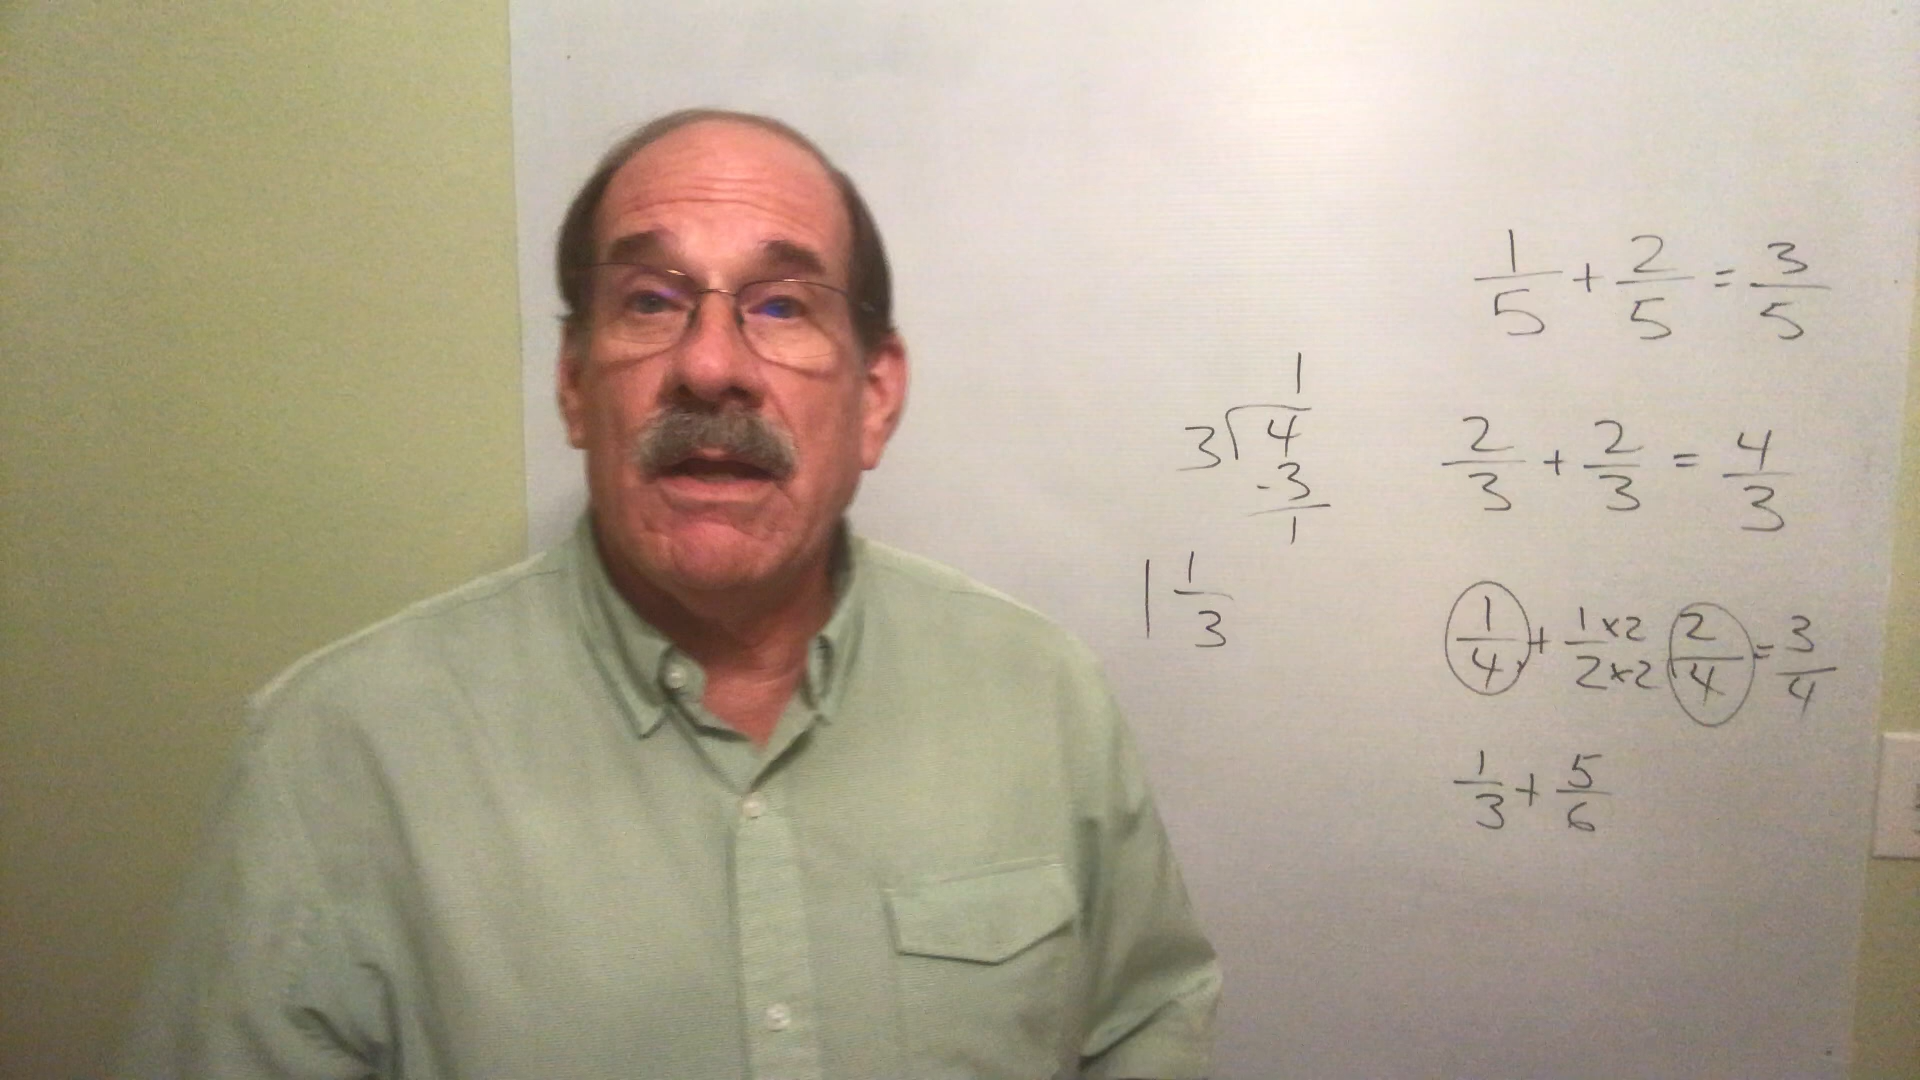 1/5 + 2/5 = 3/5
1
3√4
-3
1
2/3 + 2/3 = 4/3
1 1/3
1/4 + 1×2/2×2 2/4 = 3/4
1/3 + 5/6